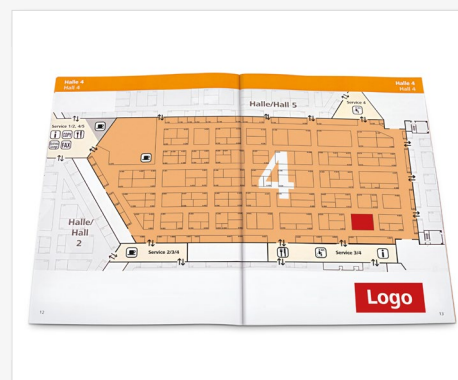 Halle 4
Hall 4
Halle 4
Hall 4
Halle/Hall 5
Service 4
Service 1/2, 4/5
FAX
4
Halle/
Hall
2
Service 2/3/4
Service 3/4
Logo
12